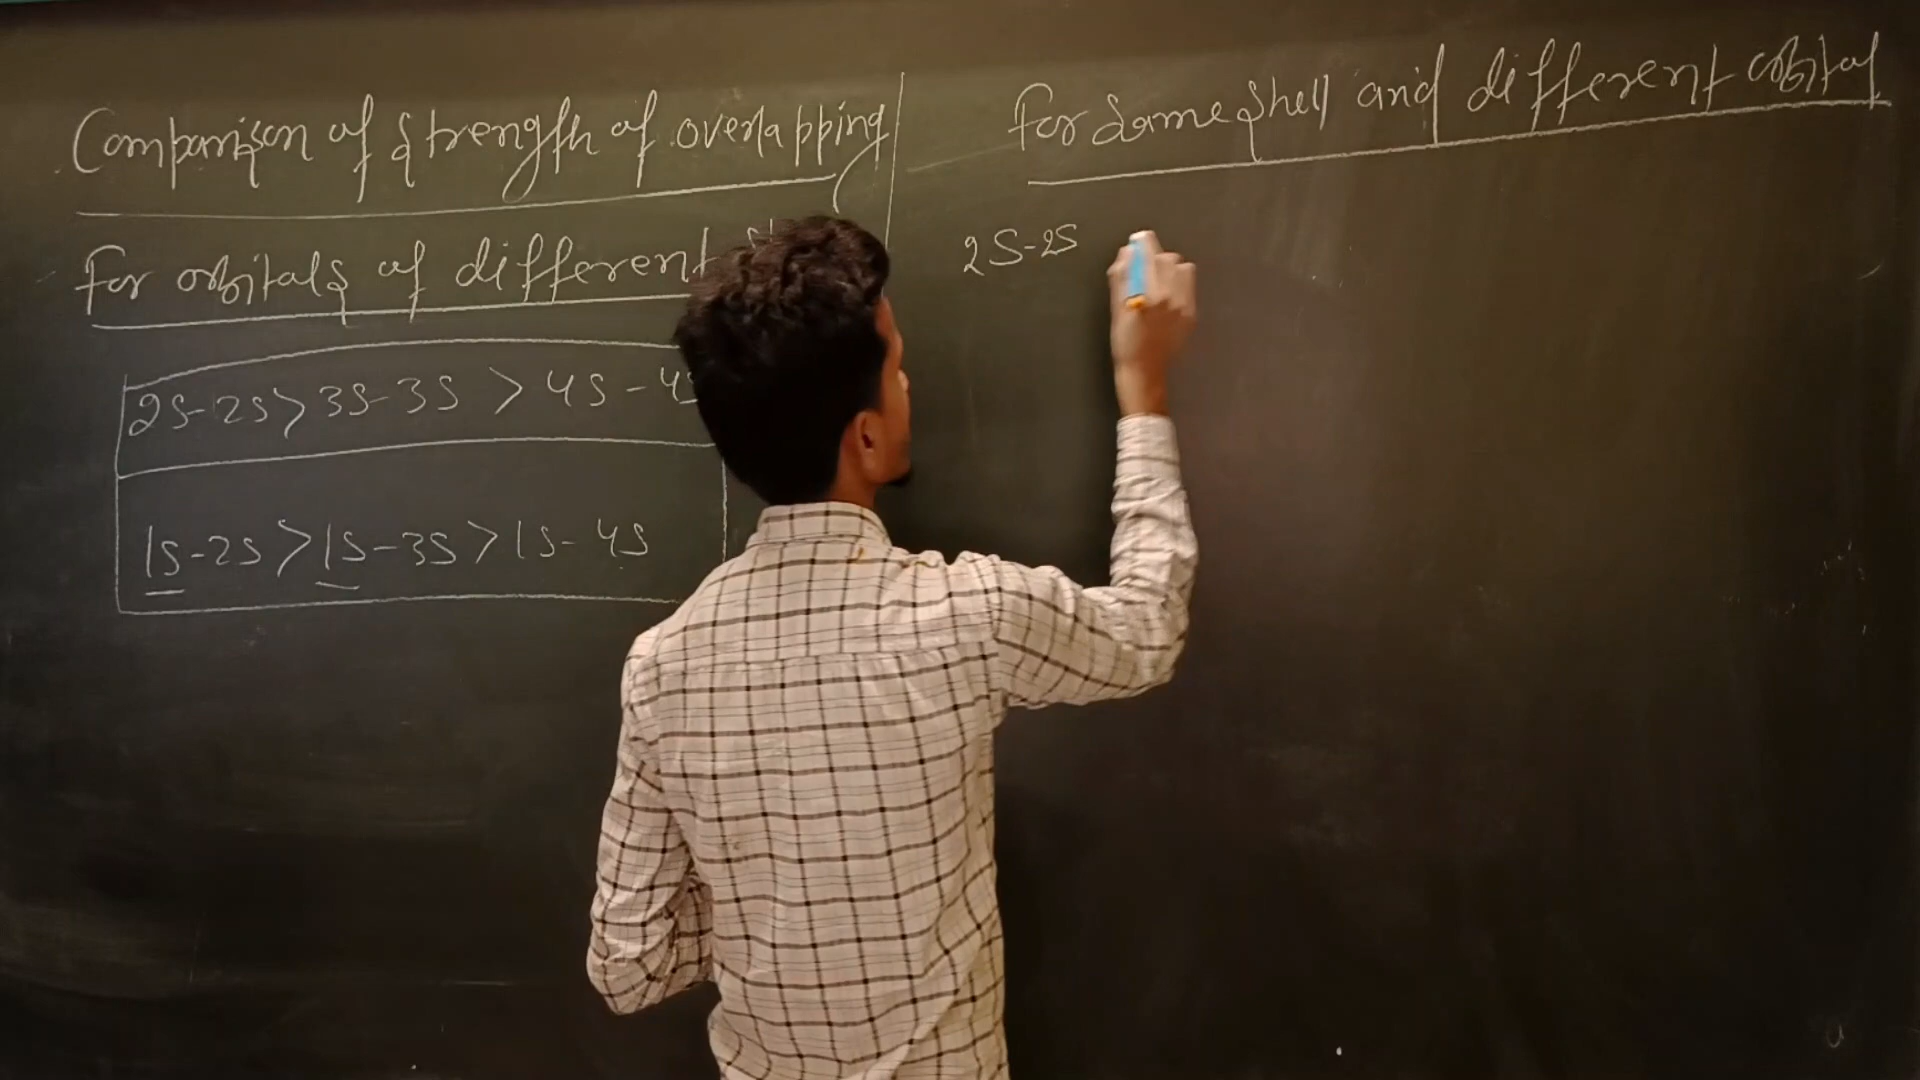 Comparison of strength of overlapping
For orbitals of different
2S-2S > 3S-3S > 4S-4S
1S-2S > 1S-3S > 1S-4S
For same shell and different orbital
2S-2S